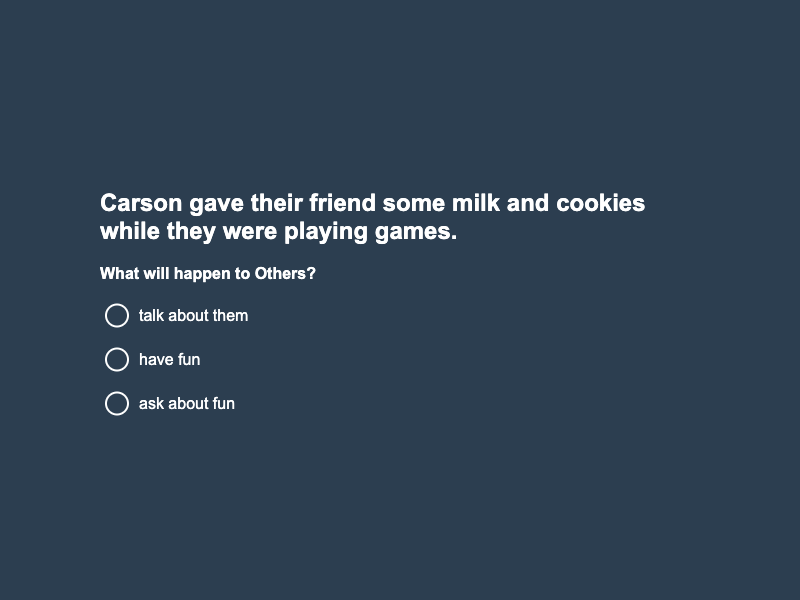 Carson gave their friend some milk and cookies
while they were playing games.
What will happen to Others?
talk about them
have fun
ask about fun